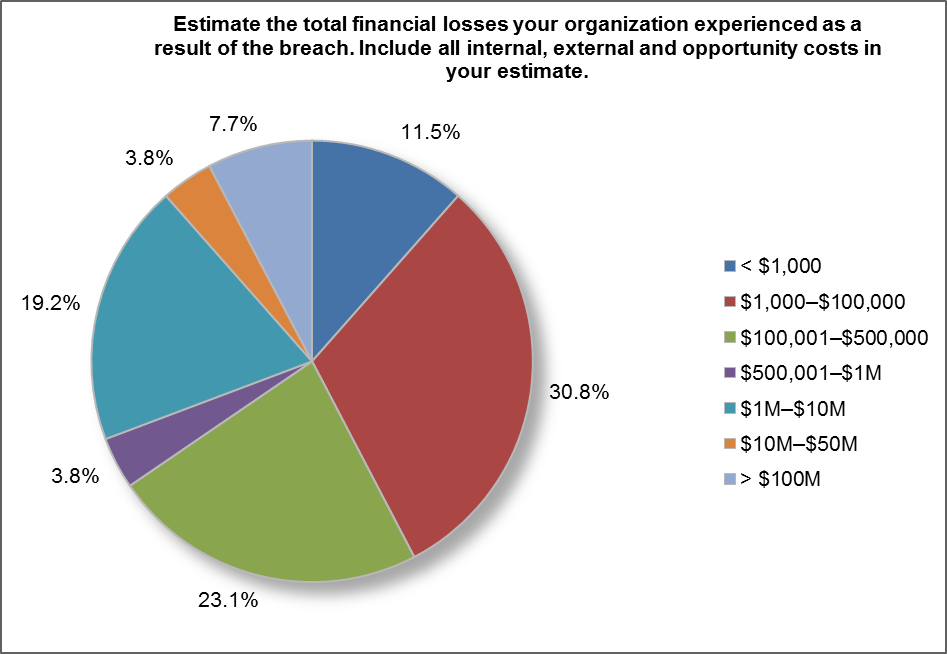 Estimate the total financial losses your organization experienced as a
result of the breach. Include all internal, external and opportunity costs in
your estimate.
7.7%
11.5%
3.8%
19.2%
30.8%
3.8%
23.1%
< $1,000
$1,000–$100,000
$100,001–$500,000
$500,001–$1M
$1M–$10M
$10M–$50M
> $100M